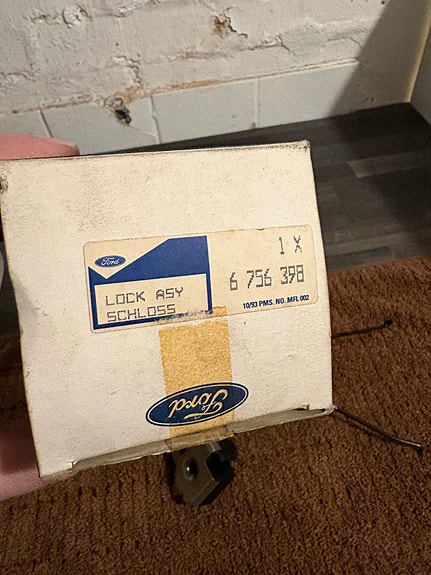 Ford
1 X
6 756 398
LOCK ASY
SCHLOSS
10/93 PMS. NO. MFL 002
Ford